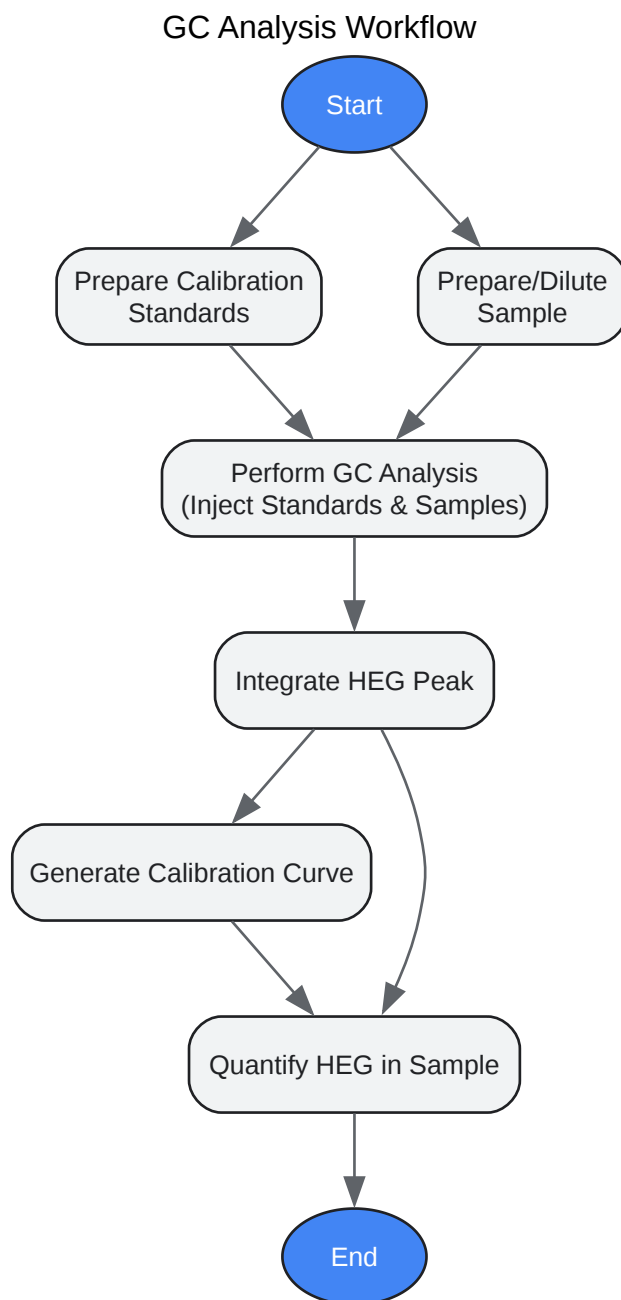 GC Analysis Workflow
Start
Prepare Calibration
Standards
Prepare/Dilute
Sample
Perform GC Analysis
(Inject Standards & Samples)
Integrate HEG Peak
Generate Calibration Curve
Quantify HEG in Sample
End